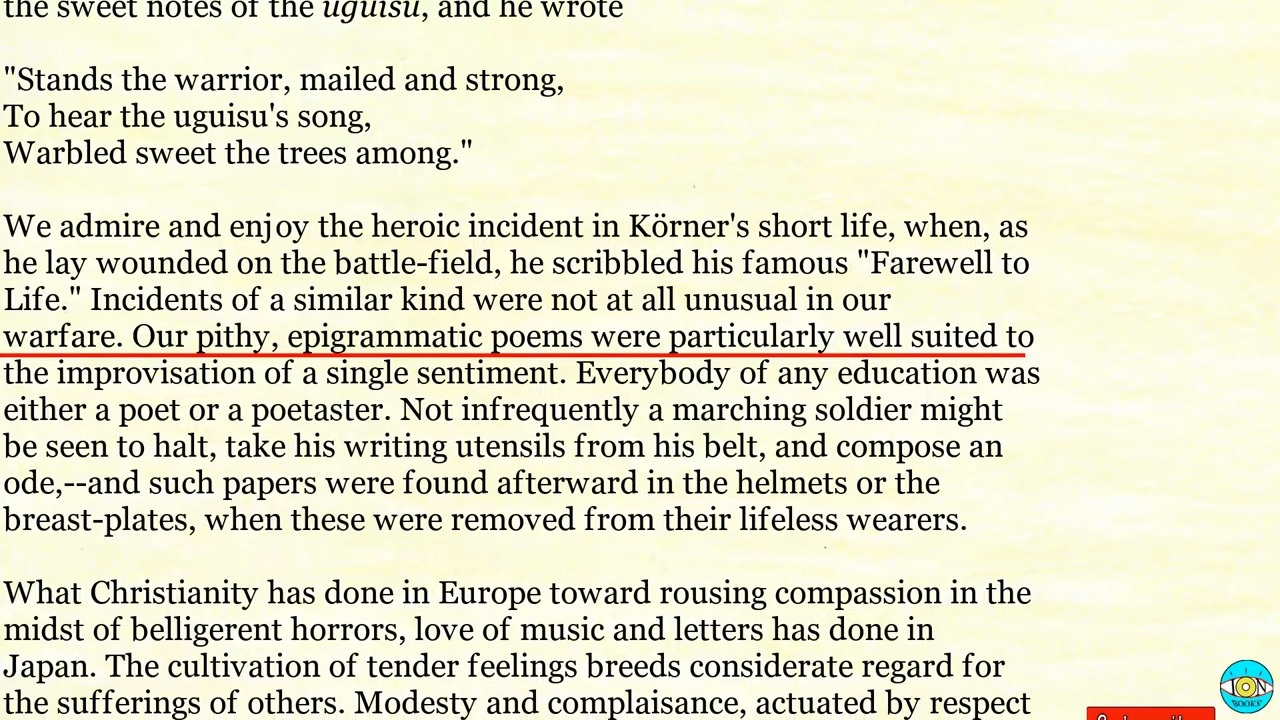 the sweet notes of the uguisu, and he wrote
"Stands the warrior, mailed and strong,
To hear the uguisu's song,
Warbled sweet the trees among."
We admire and enjoy the heroic incident in Körner's short life, when, as
he lay wounded on the battle-field, he scribbled his famous "Farewell to
Life." Incidents of a similar kind were not at all unusual in our
warfare. Our pithy, epigrammatic poems were particularly well suited to
the improvisation of a single sentiment. Everybody of any education was
either a poet or a poetaster. Not infrequently a marching soldier might
be seen to halt, take his writing utensils from his belt, and compose an
ode,--and such papers were found afterward in the helmets or the
breast-plates, when these were removed from their lifeless wearers.
What Christianity has done in Europe toward rousing compassion in the
midst of belligerent horrors, love of music and letters has done in
Japan. The cultivation of tender feelings breeds considerate regard for
the sufferings of others. Modesty and complaisance, actuated by respect
ION
BOOKS